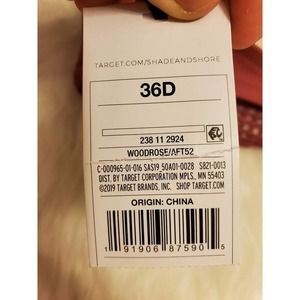 TARGET.COM/SHADEANDSHORE
36D
238 11 2924
WOODROSE/AFT52
C-000965-01-016 SAS19 50A01-0028 S821-0013
DIST. BY TARGET CORPORATION MPLS., MN 55403
©2019 TARGET BRANDS, INC. SHOP TARGET.COM
ORIGIN: CHINA
1 91906 87590 5